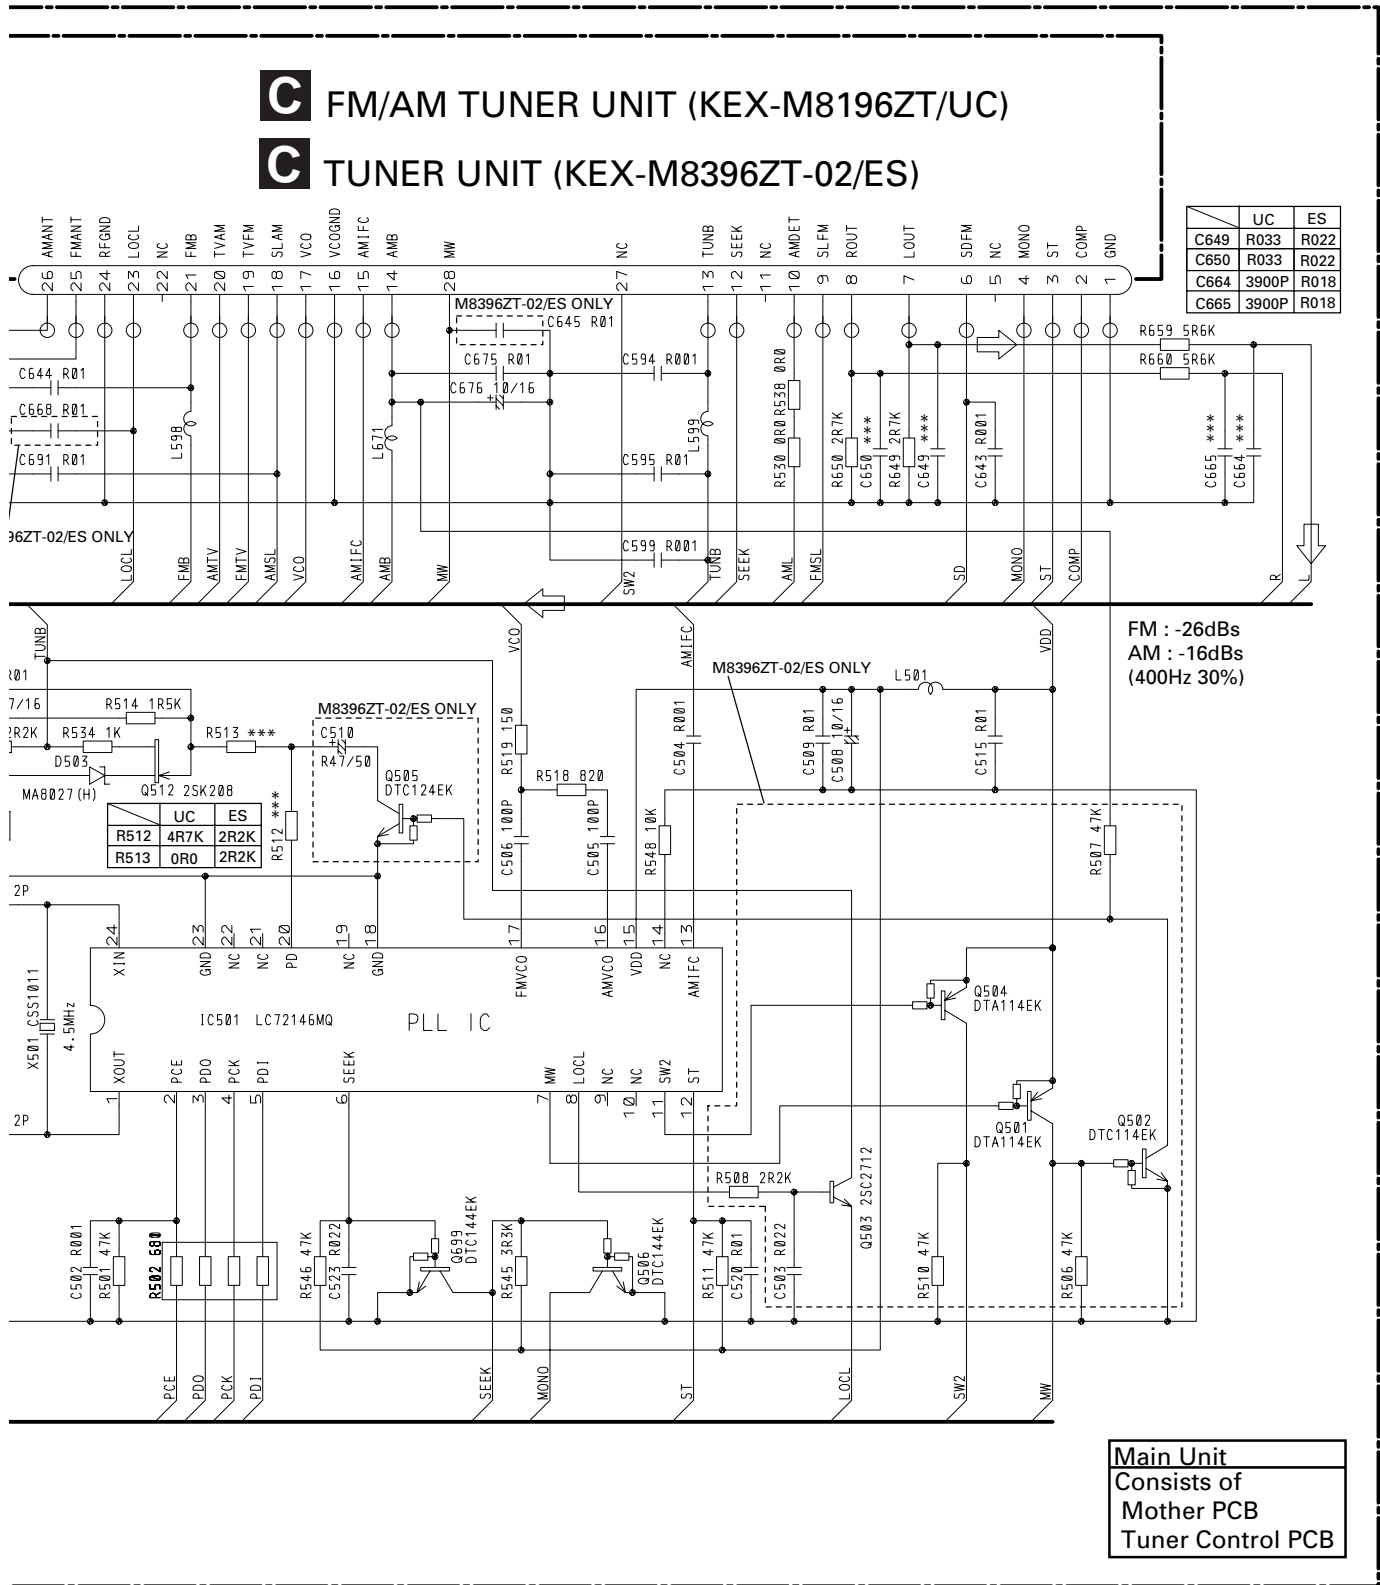 C FM/AM TUNER UNIT (KEX-M8196ZT/UC)
C TUNER UNIT (KEX-M8396ZT-02/ES)
UC ES
C649 R033 R022
C650 R033 R022
C664 3900P R018
C665 3900P R018
AMANT FMANT RFGND LOCL NC FMB TVAM TVFM SLAM VCO VCOGND AMIFC AMB MW NC TUNB SEEK NC AMDET SLFM ROUT LOUT SDFM NC MONO ST COMP GND
26 25 24 23 22 21 20 19 18 17 16 15 14 28 27 13 12 11 10 9 8 7 6 5 4 3 2 1
M8396ZT-02/ES ONLY
C645 R01
R659 5R6K
C644 R01
C675 R01
C594 R001
R660 5R6K
C676 10/16
+
C668 R01
L598
L671
L599
R538 0R0
R530 0R0
R650 2R7K
C650 ***
R649 2R7K
C649 ***
C643 R001
C665 ***
C664 ***
C691 R01
C595 R01
96ZT-02/ES ONLY
C599 R001
LOCL FMB AMTV FMTV AMSL VCO AMIFC AMB MW SW2 TUNB SEEK AML FMSL SD MONO ST COMP R L
TUNB VCO AMIFC VDD
FM : -26dBs
AM : -16dBs
(400Hz 30%)
R01
M8396ZT-02/ES ONLY
L501
7/16
R514 1R5K
M8396ZT-02/ES ONLY
2R2K
R534 1K
R513 ***
C510
+
R47/50
R519 150
C504 R001
C509 R01
C508 10/16
+
C515 R01
D503
MA8027(H)
Q512 2SK208
Q505
DTC124EK
R518 820
UC ES
R512 4R7K 2R2K
R513 0R0 2R2K
R512 ***
C506 100P
C505 100P
R548 10K
R507 47K
2P
24 23 22 21 20 19 18 17 16 15 14 13
XIN GND NC NC PD NC GND FMVCO AMVCO VDD NC AMIFC
X501 CSS1011
4.5MHz
IC501 LC72146MQ
PLL IC
Q504
DTA114EK
XOUT PCE PDO PCK PDI SEEK MW LOCL NC NC SW2 ST
1 2 3 4 5 6 7 8 9 10 11 12
2P
Q501
DTA114EK
Q502
DTC114EK
R508 2R2K
Q503 2SC2712
C502 R001
R501 47K
R502 680
R546 47K
C523 R022
Q699
DTC144EK
R545 3R3K
Q506
DTC144EK
R511 47K
C520 R01
C503 R022
R510 47K
R506 47K
PCE PDO PCK PDI SEEK MONO ST LOCL SW2 MW
Main Unit
Consists of
Mother PCB
Tuner Control PCB